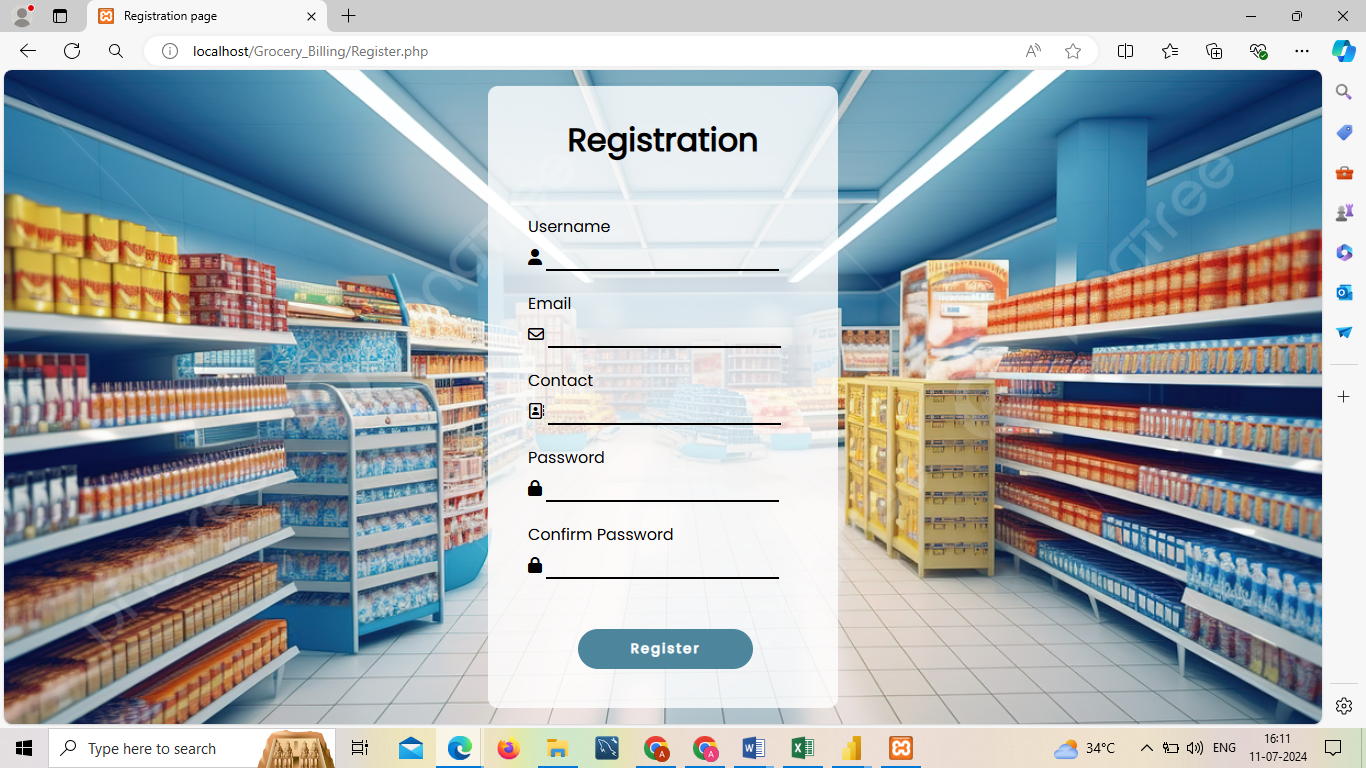 Registration page
localhost/Grocery_Billing/Register.php
Registration
Username
Email
Contact
Password
Confirm Password
Register
Type here to search
34°C
ENG
16:11
11-07-2024